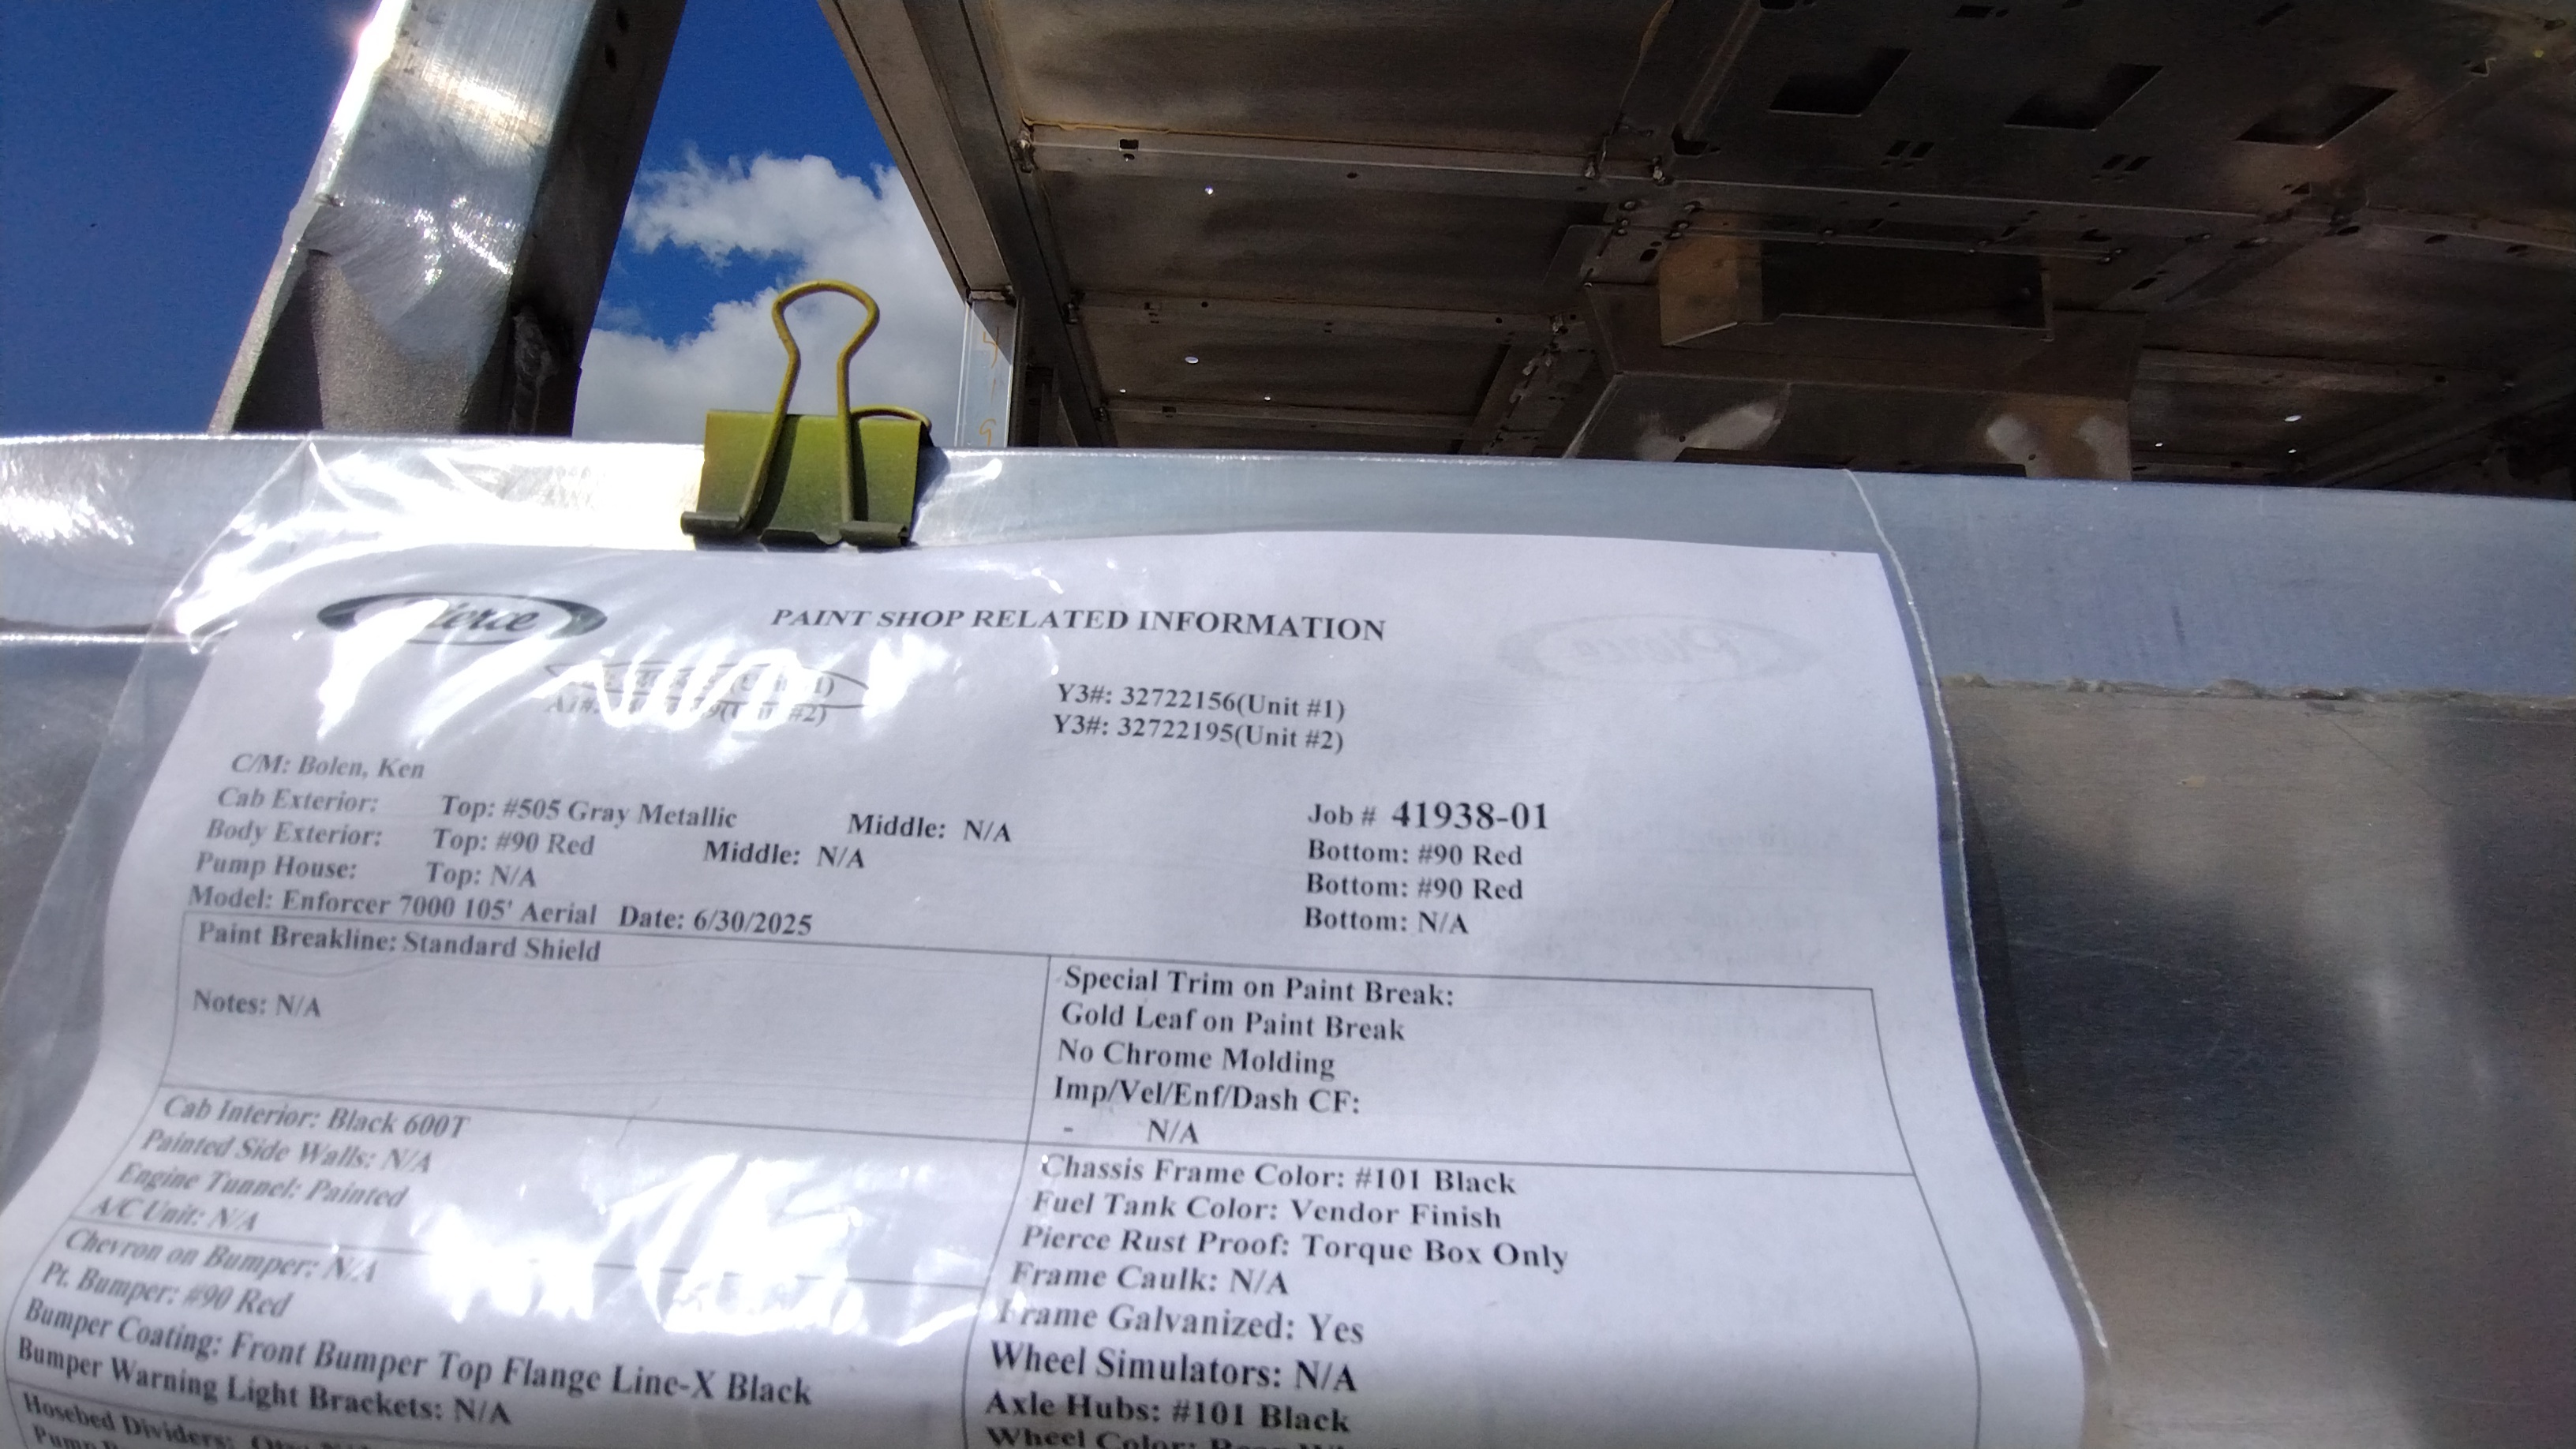 Pierce
PAINT SHOP RELATED INFORMATION
(Unit #1)
(Unit #2)
Y3#: 32722156(Unit #1)
Y3#: 32722195(Unit #2)
C/M: Bolen, Ken
Job # 41938-01
Cab Exterior: Top: #505 Gray Metallic Middle: N/A Bottom: #90 Red
Body Exterior: Top: #90 Red Middle: N/A Bottom: #90 Red
Pump House: Top: N/A Bottom: N/A
Model: Enforcer 7000 105' Aerial Date: 6/30/2025
Paint Breakline: Standard Shield
Notes: N/A
Special Trim on Paint Break:
Gold Leaf on Paint Break
No Chrome Molding
Imp/Vel/Enf/Dash CF:
- N/A
Cab Interior: Black 600T
Painted Side Walls: N/A
Engine Tunnel: Painted
A/C Unit: N/A
Chevron on Bumper: N/A
Pt. Bumper: #90 Red
Bumper Coating: Front Bumper Top Flange Line-X Black
Bumper Warning Light Brackets: N/A
Hosebed Dividers:
Chassis Frame Color: #101 Black
Fuel Tank Color: Vendor Finish
Pierce Rust Proof: Torque Box Only
Frame Caulk: N/A
Frame Galvanized: Yes
Wheel Simulators: N/A
Axle Hubs: #101 Black
Wheel Color: